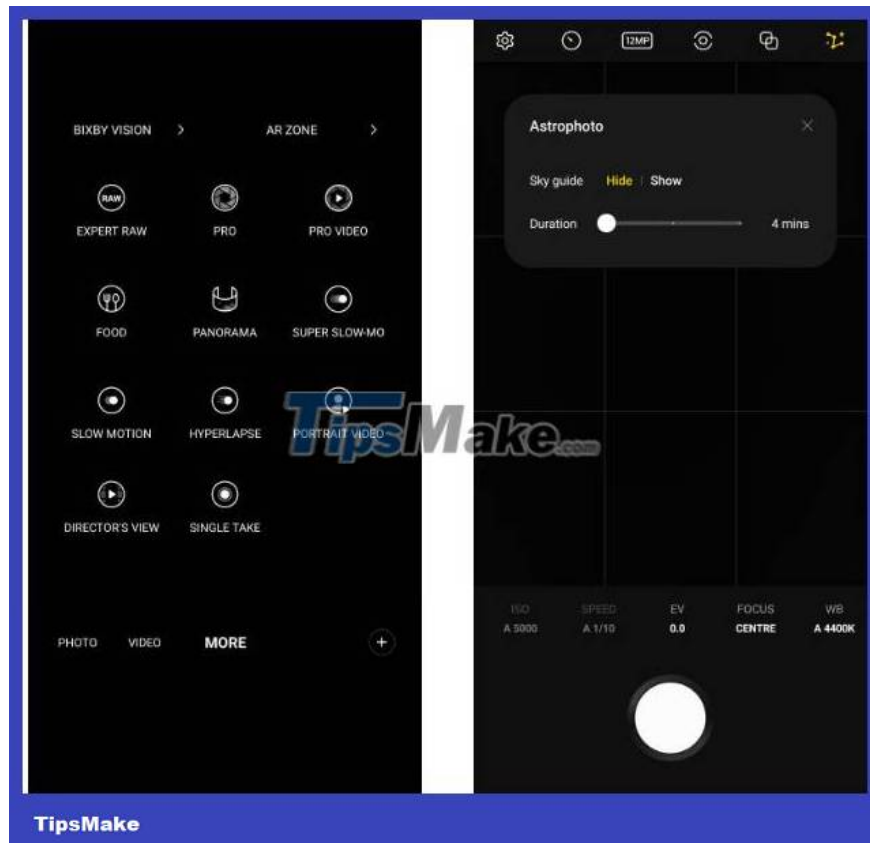 BIXBY VISION > AR ZONE >
RAW
EXPERT RAW PRO PRO VIDEO
FOOD PANORAMA SUPER SLOW-MO
SLOW MOTION HYPERLAPSE PORTRAIT VIDEO
DIRECTOR'S VIEW SINGLE TAKE
PHOTO VIDEO MORE +
12MP
Astrophoto
Sky guide Hide | Show
Duration 4 mins
ISO SPEED EV FOCUS WB
A 5000 A 1/10 0.0 CENTRE A 4400K
TipsMake.com
TipsMake